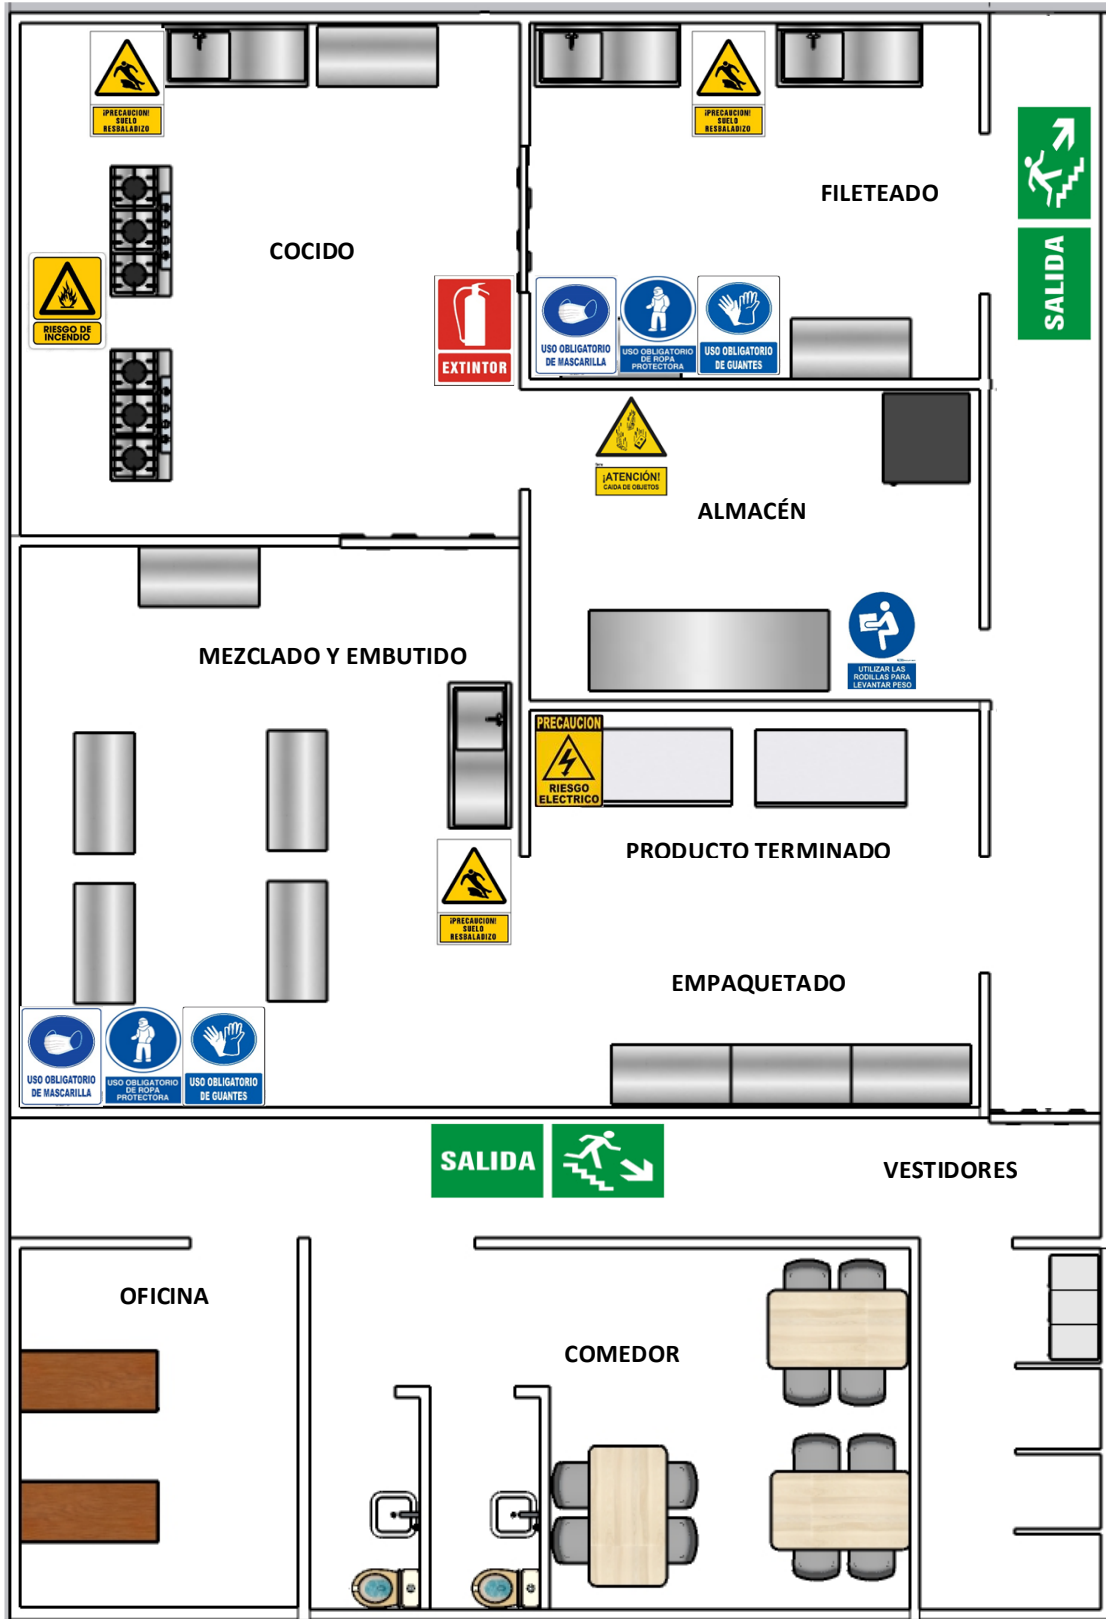 ¡PRECAUCION!
SUELO
RESBALADIZO
¡PRECAUCION!
SUELO
RESBALADIZO
FILETEADO
SALIDA
COCIDO
RIESGO DE
INCENDIO
EXTINTOR
USO OBLIGATORIO
DE MASCARILLA
USO OBLIGATORIO
DE ROPA
PROTECTORA
USO OBLIGATORIO
DE GUANTES
¡ATENCIÓN!
CAIDA DE OBJETOS
ALMACÉN
UTILIZAR LAS
RODILLAS PARA
LEVANTAR PESO
MEZCLADO Y EMBUTIDO
PRECAUCION
RIESGO
ELECTRICO
PRODUCTO TERMINADO
¡PRECAUCION!
SUELO
RESBALADIZO
EMPAQUETADO
USO OBLIGATORIO
DE MASCARILLA
USO OBLIGATORIO
DE ROPA
PROTECTORA
USO OBLIGATORIO
DE GUANTES
SALIDA
VESTIDORES
OFICINA
COMEDOR